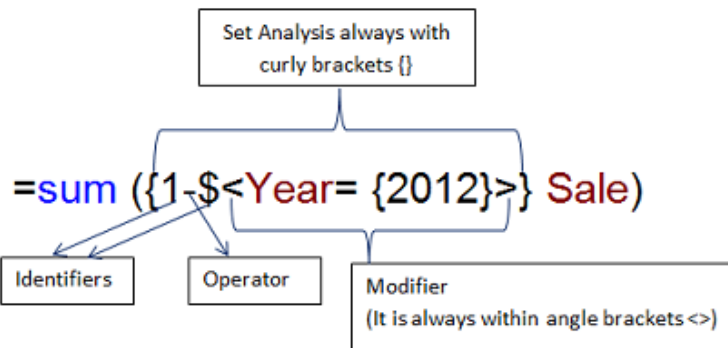 Set Analysis always with
curly brackets {}
=sum ({1-$<Year= {2012}>} Sale)
Identifiers
Operator
Modifier
(It is always within angle brackets <>)